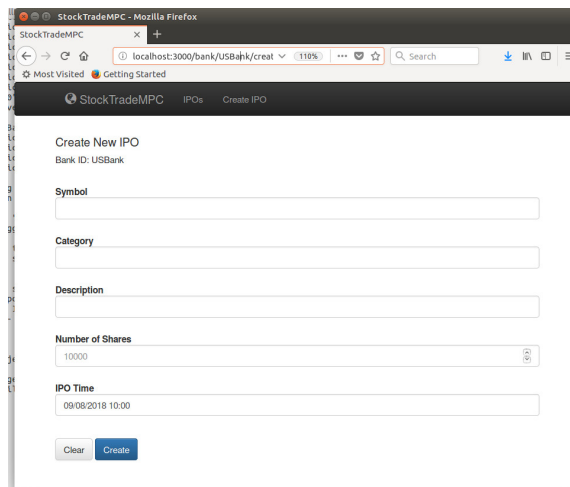 StockTradeMPC - Mozilla Firefox
StockTradeMPC × +
localhost:3000/bank/USBank/creat 110% ... Search
Most Visited Getting Started
StockTradeMPC IPOs Create IPO
Create New IPO
Bank ID: USBank
Symbol
Category
Description
Number of Shares
10000
IPO Time
09/08/2018 10:00
Clear Create